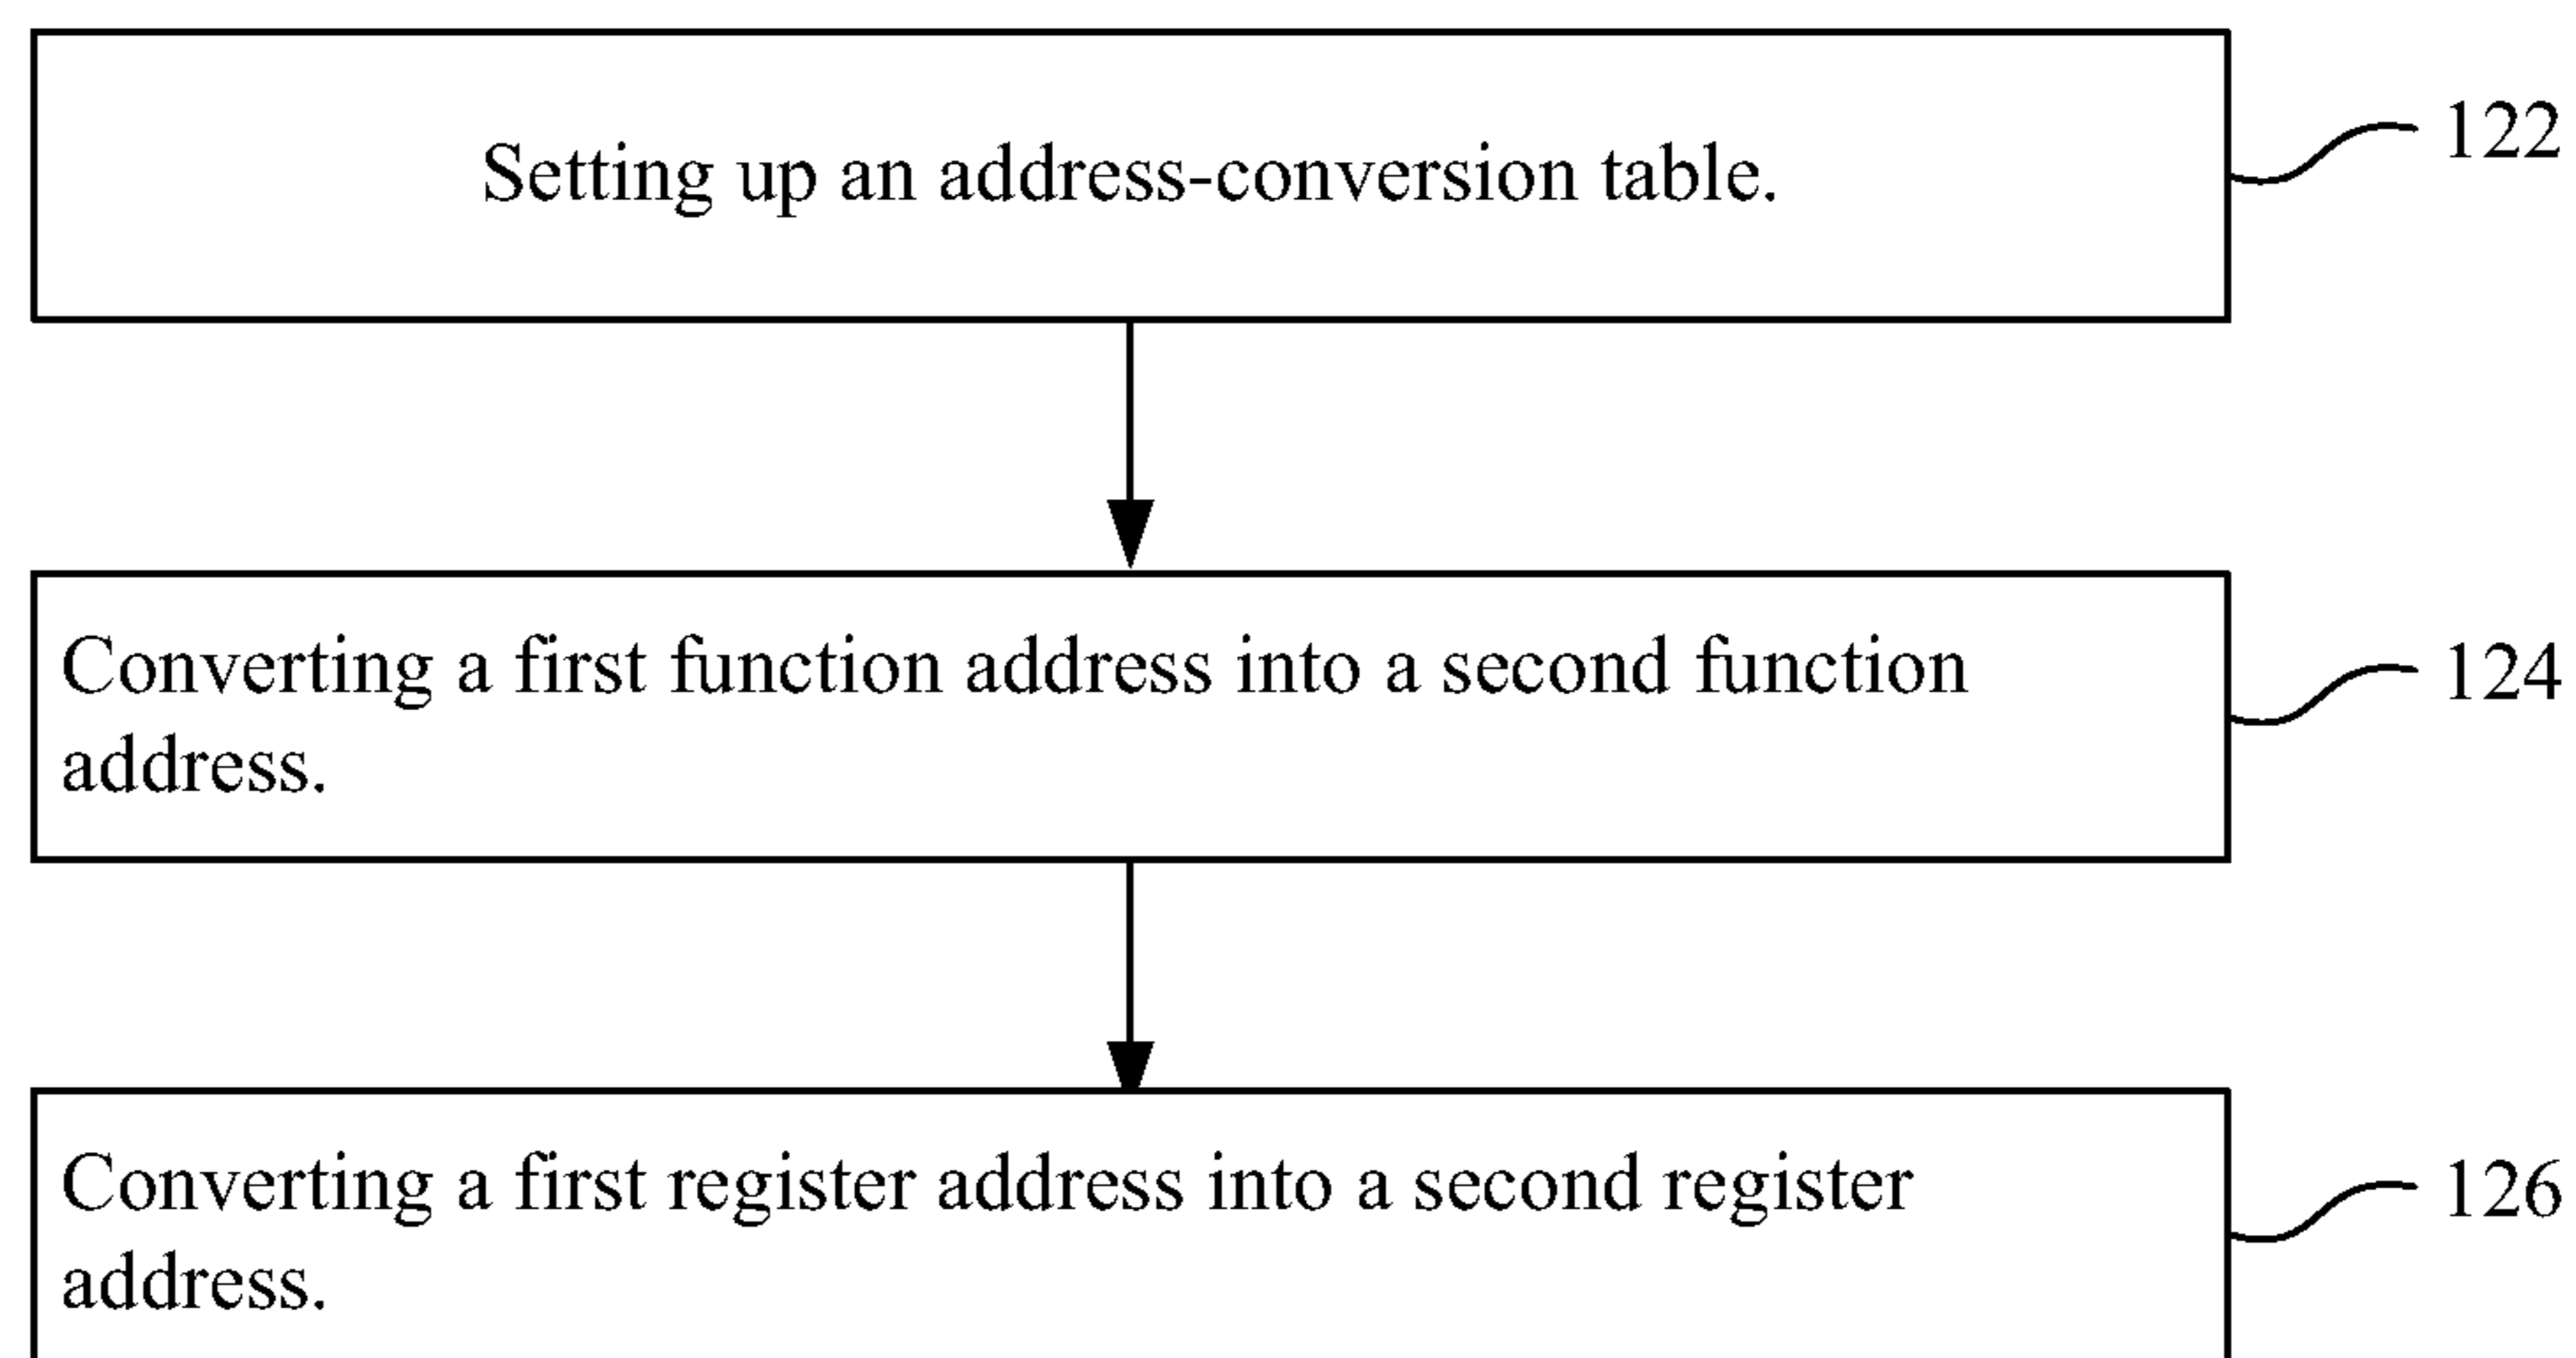 Setting up an address-conversion table.
122
Converting a first function address into a second function
address.
124
Converting a first register address into a second register
address.
126